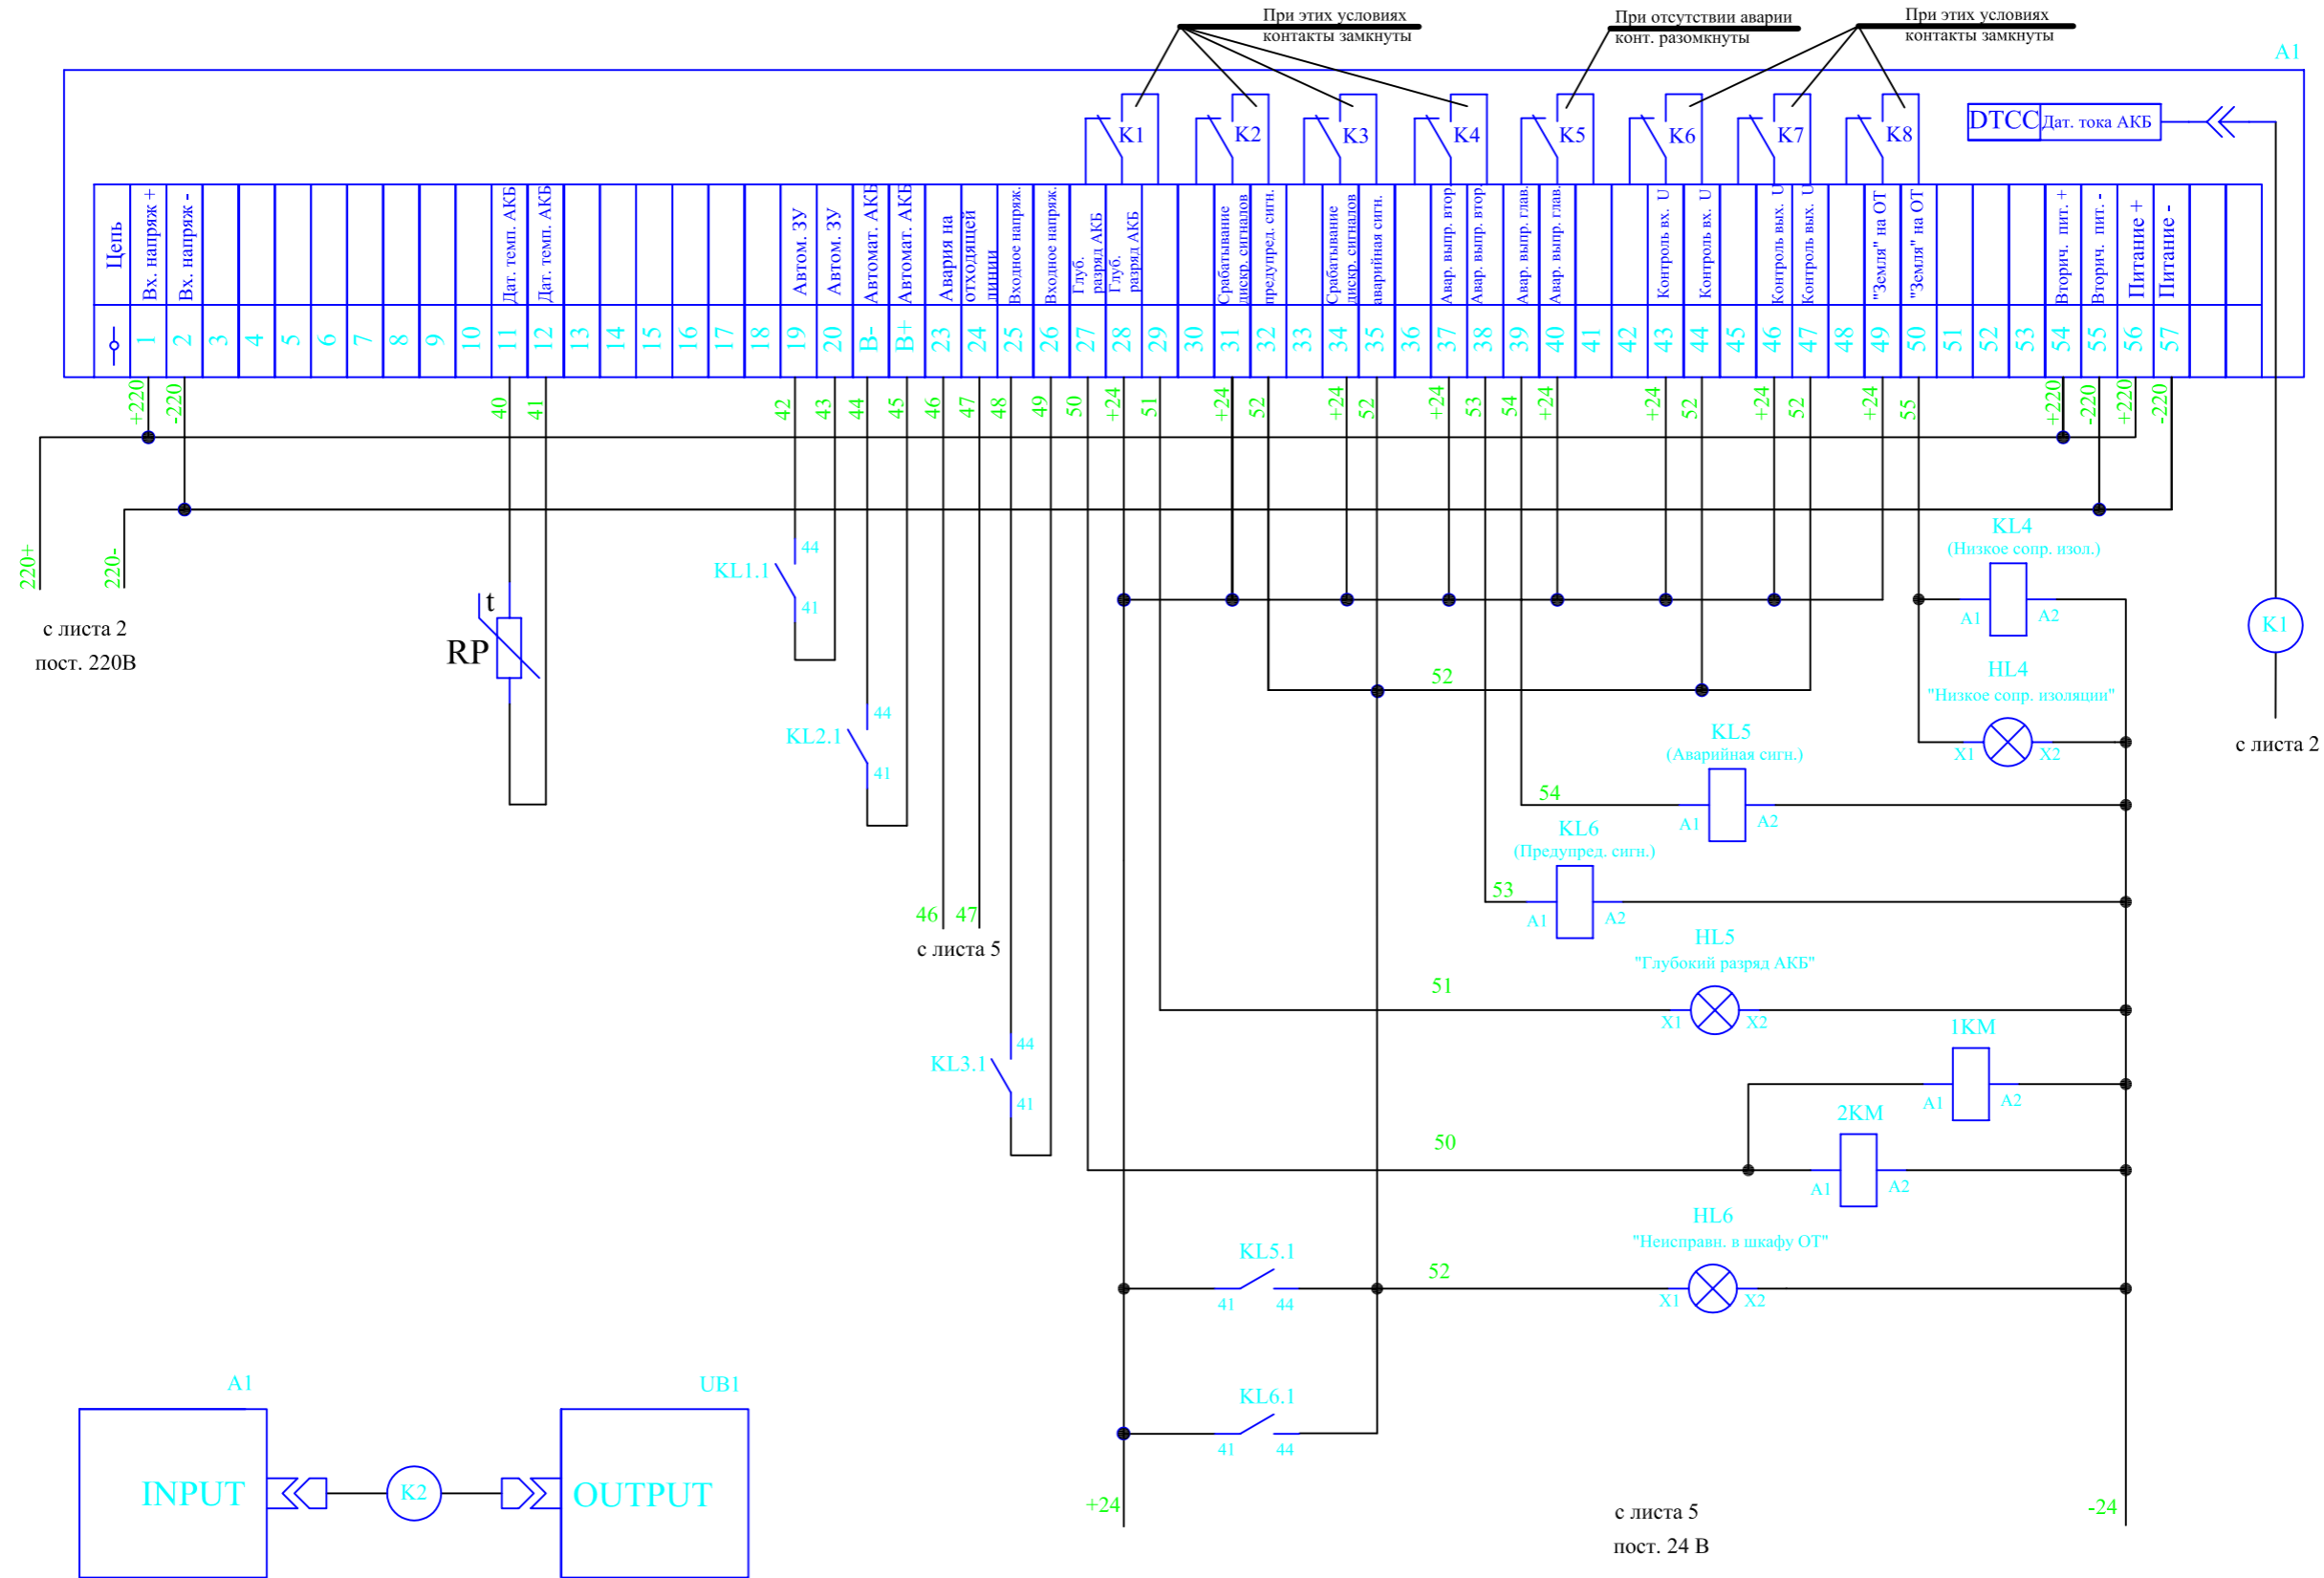 При этих условиях
контакты замкнуты
При отсутствии аварии
конт. разомкнуты
При этих условиях
контакты замкнуты
A1
K1
K2
K3
K4
K5
K6
K7
K8
DTCC
Дат. тока АКБ
Цепь
Вх. напряж +
Вх. напряж -
Дат. темп. АКБ
Дат. темп. АКБ
Автом. ЗУ
Автом. ЗУ
Автомат. АКБ
Автомат. АКБ
Авария на
отходящей
линии
Входное напряж.
Входное напряж.
Глуб.
разряд АКБ
Глуб.
разряд АКБ
Срабатывание
дискр. сигналов
предупред. сигн.
Срабатывание
дискр. сигналов
аварийная сигн.
Авар. выпр. втор.
Авар. выпр. втор.
Авар. выпр. глав.
Авар. выпр. глав.
Контроль вх. U
Контроль вх. U
Контроль вых. U
Контроль вых. U
"Земля" на ОТ
"Земля" на ОТ
Вторич. пит. +
Вторич. пит. -
Питание +
Питание -
1
2
3
4
5
6
7
8
9
10
11
12
13
14
15
16
17
18
19
20
B-
B+
23
24
25
26
27
28
29
30
31
32
33
34
35
36
37
38
39
40
41
42
43
44
45
46
47
48
49
50
51
52
53
54
55
56
57
+220
-220
40
41
42
43
44
45
46
47
48
49
50
+24
51
+24
52
+24
52
+24
53
54
+24
+24
52
+24
52
+24
55
+220
-220
+220
-220
220+
220-
с листа 2
пост. 220В
t
RP
KL1.1
44
41
KL2.1
44
41
46
47
с листа 5
KL3.1
44
41
KL4
(Низкое сопр. изол.)
A1
A2
HL4
"Низкое сопр. изоляции"
X1
X2
K1
с листа 2
52
KL5
(Аварийная сигн.)
54
A1
A2
KL6
(Предупред. сигн.)
53
A1
A2
HL5
"Глубокий разряд АКБ"
51
X1
X2
1KM
A1
A2
2KM
50
A1
A2
HL6
"Неисправн. в шкафу ОТ"
52
X1
X2
KL5.1
41
44
KL6.1
41
44
+24
с листа 5
пост. 24 В
-24
A1
INPUT
K2
UB1
OUTPUT